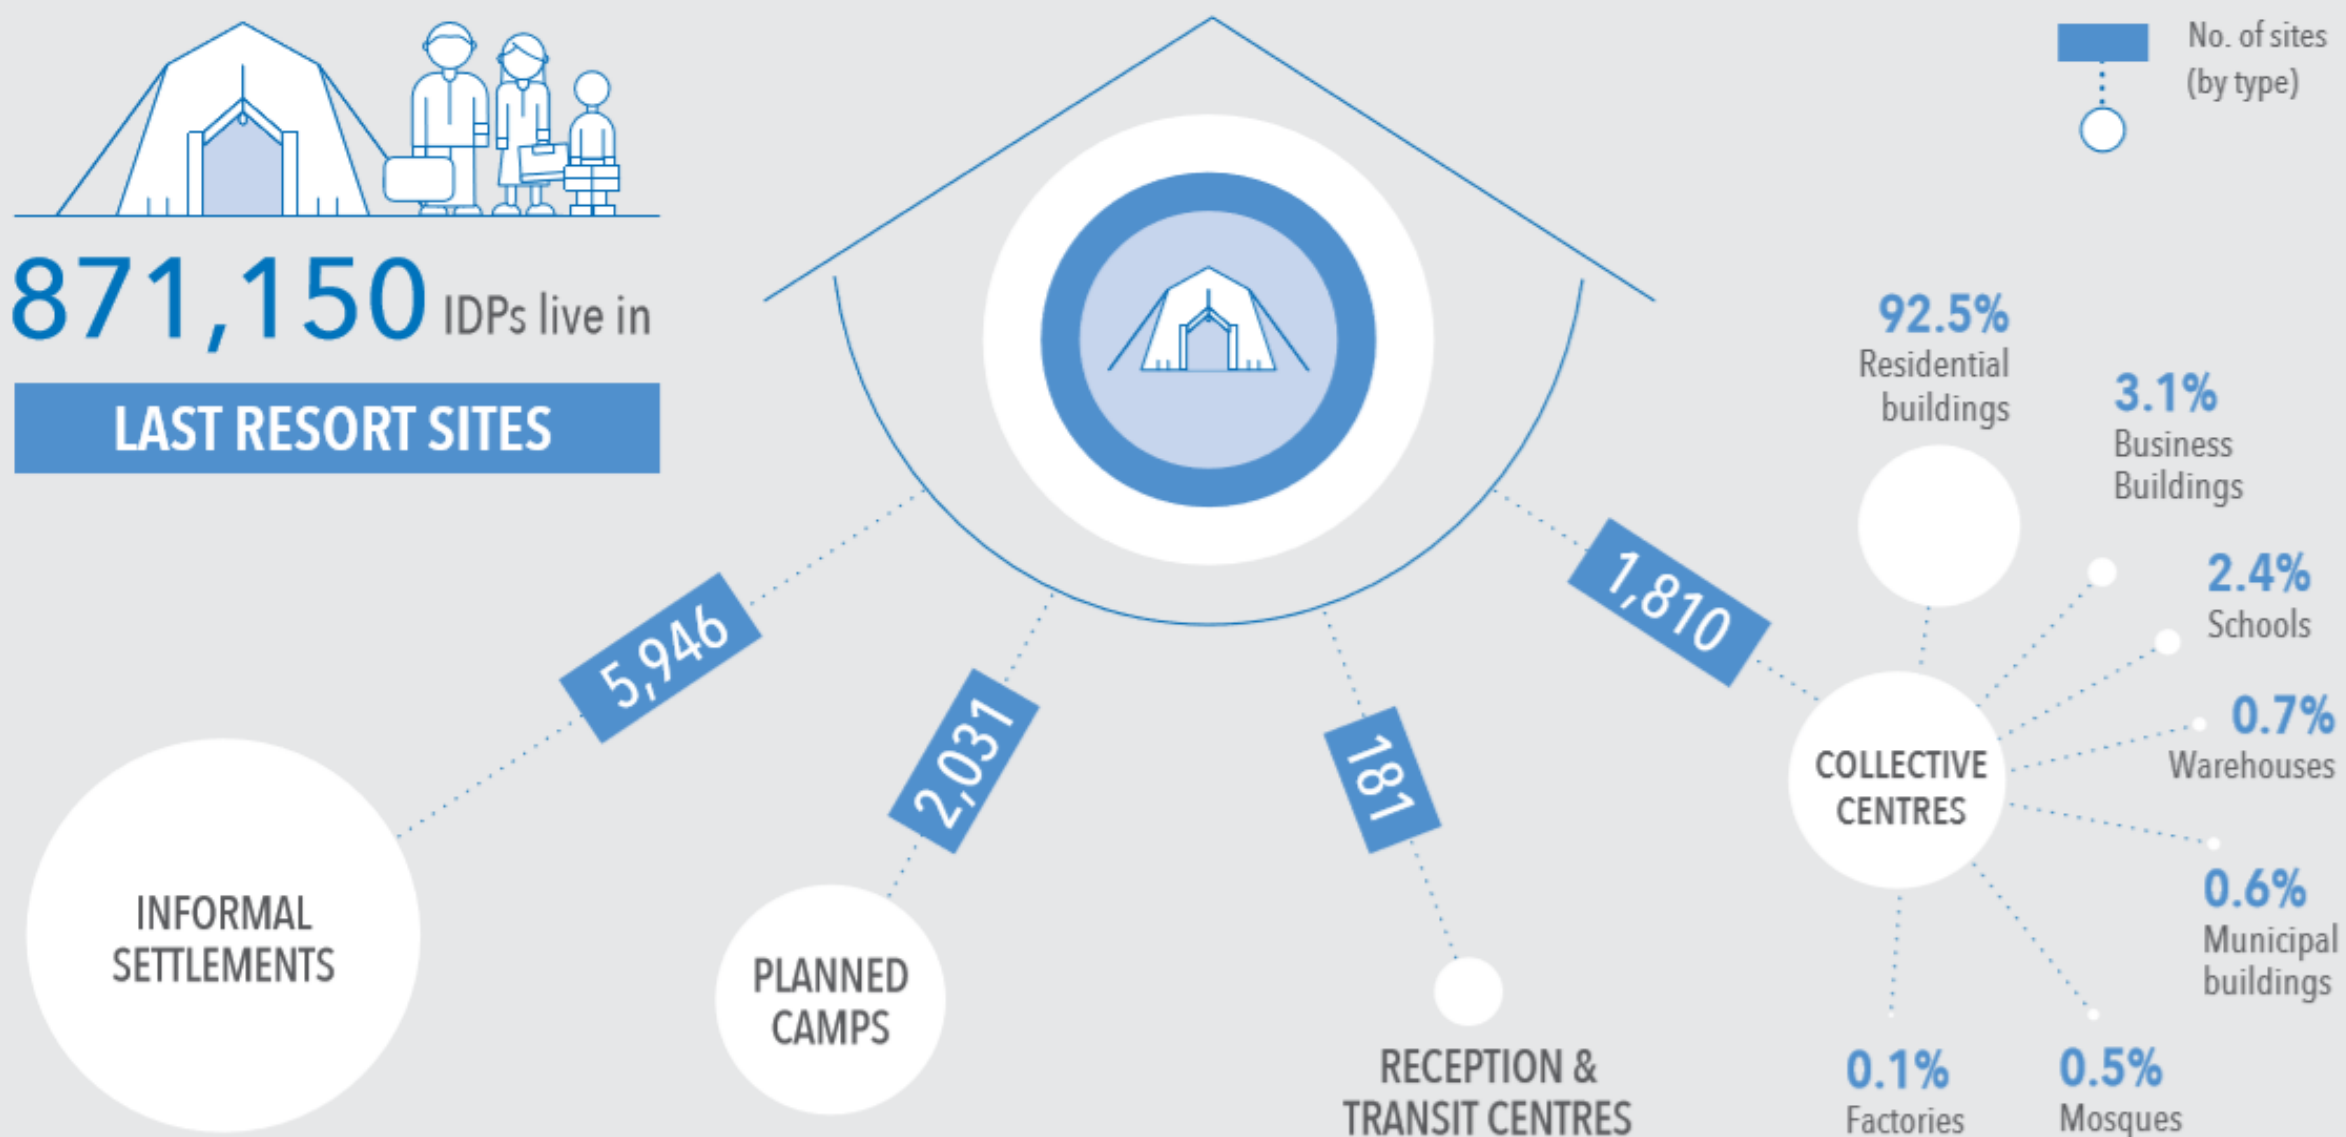 871,150 IDPs live in
LAST RESORT SITES
No. of sites
(by type)
5,946
INFORMAL
SETTLEMENTS
2,031
PLANNED
CAMPS
181
RECEPTION &
TRANSIT CENTRES
1,810
COLLECTIVE
CENTRES
92.5%
Residential
buildings
3.1%
Business
Buildings
2.4%
Schools
0.7%
Warehouses
0.6%
Municipal
buildings
0.5%
Mosques
0.1%
Factories